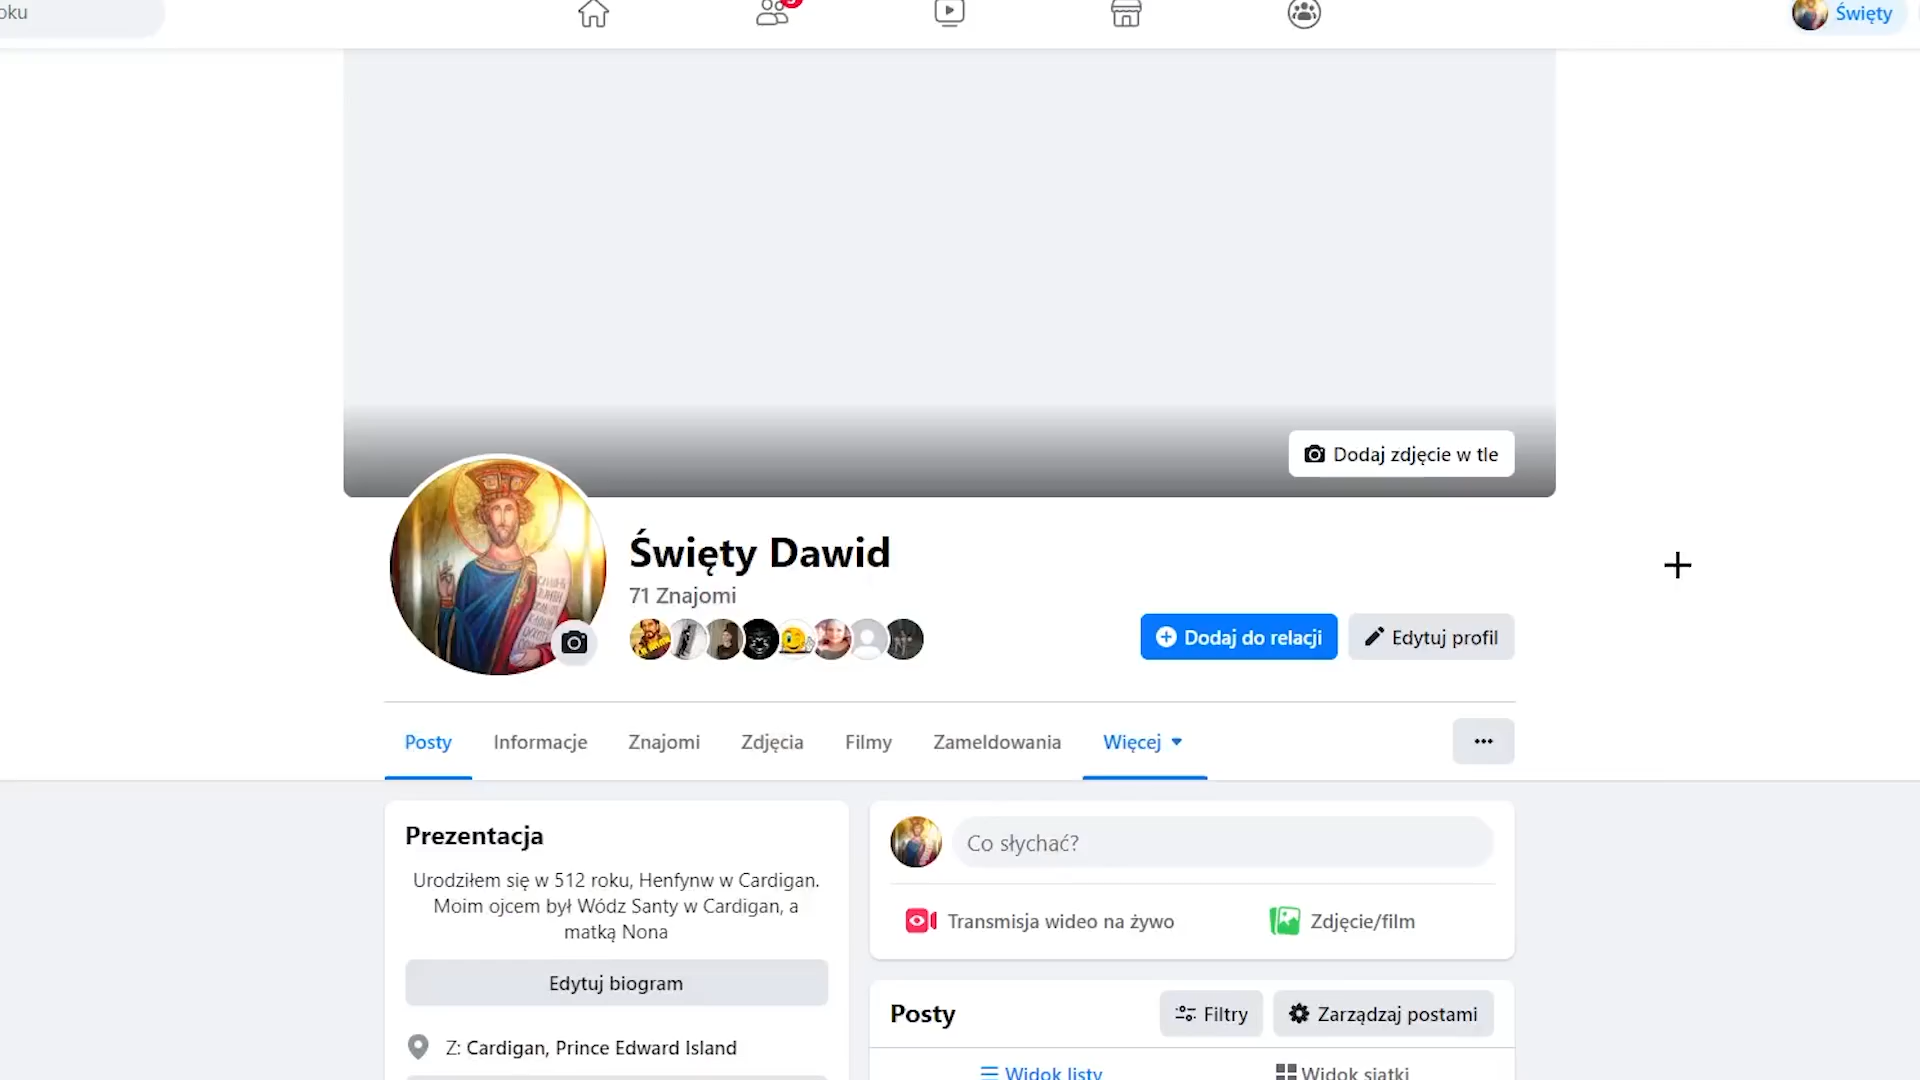 oku
Święty
Dodaj zdjęcie w tle
Święty Dawid
71 Znajomi
Dodaj do relacji
Edytuj profil
Posty
Informacje
Znajomi
Zdjęcia
Filmy
Zameldowania
Więcej
Prezentacja
Urodziłem się w 512 roku, Henfynw w Cardigan.
Moim ojcem był Wódz Santy w Cardigan, a
matką Nona
Edytuj biogram
Z: Cardigan, Prince Edward Island
Co słychać?
Transmisja wideo na żywo
Zdjęcie/film
Posty
Filtry
Zarządzaj postami
Widok listy
Widok siatki